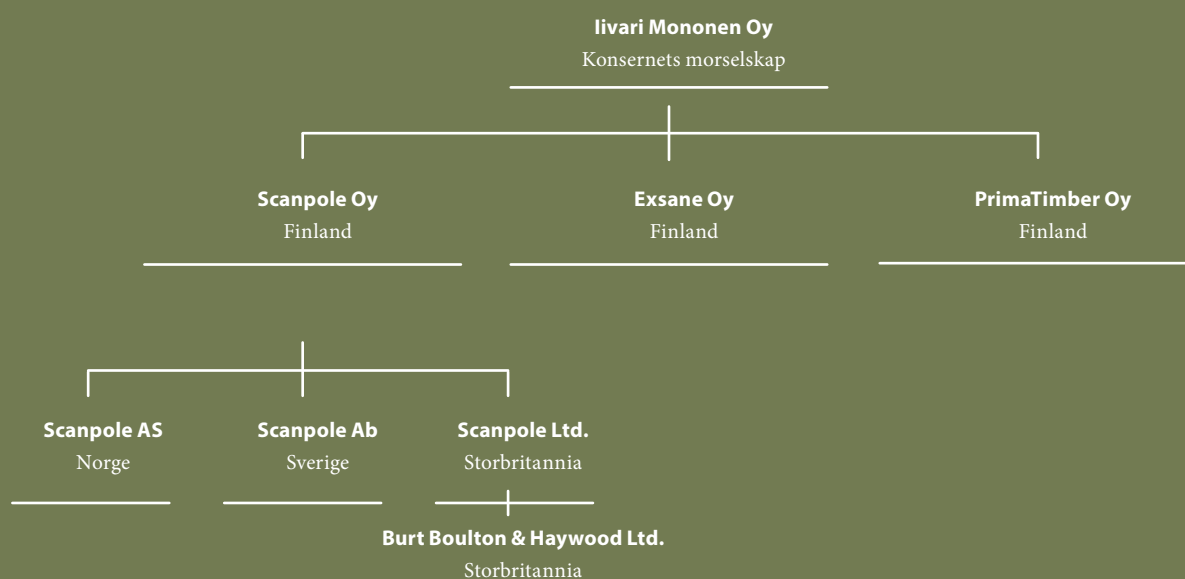 Iivari Mononen Oy
Konsernets morselskap
Scanpole Oy
Finland
Exsane Oy
Finland
PrimaTimber Oy
Finland
Scanpole AS
Norge
Scanpole Ab
Sverige
Scanpole Ltd.
Storbritannia
Burt Boulton & Haywood Ltd.
Storbritannia